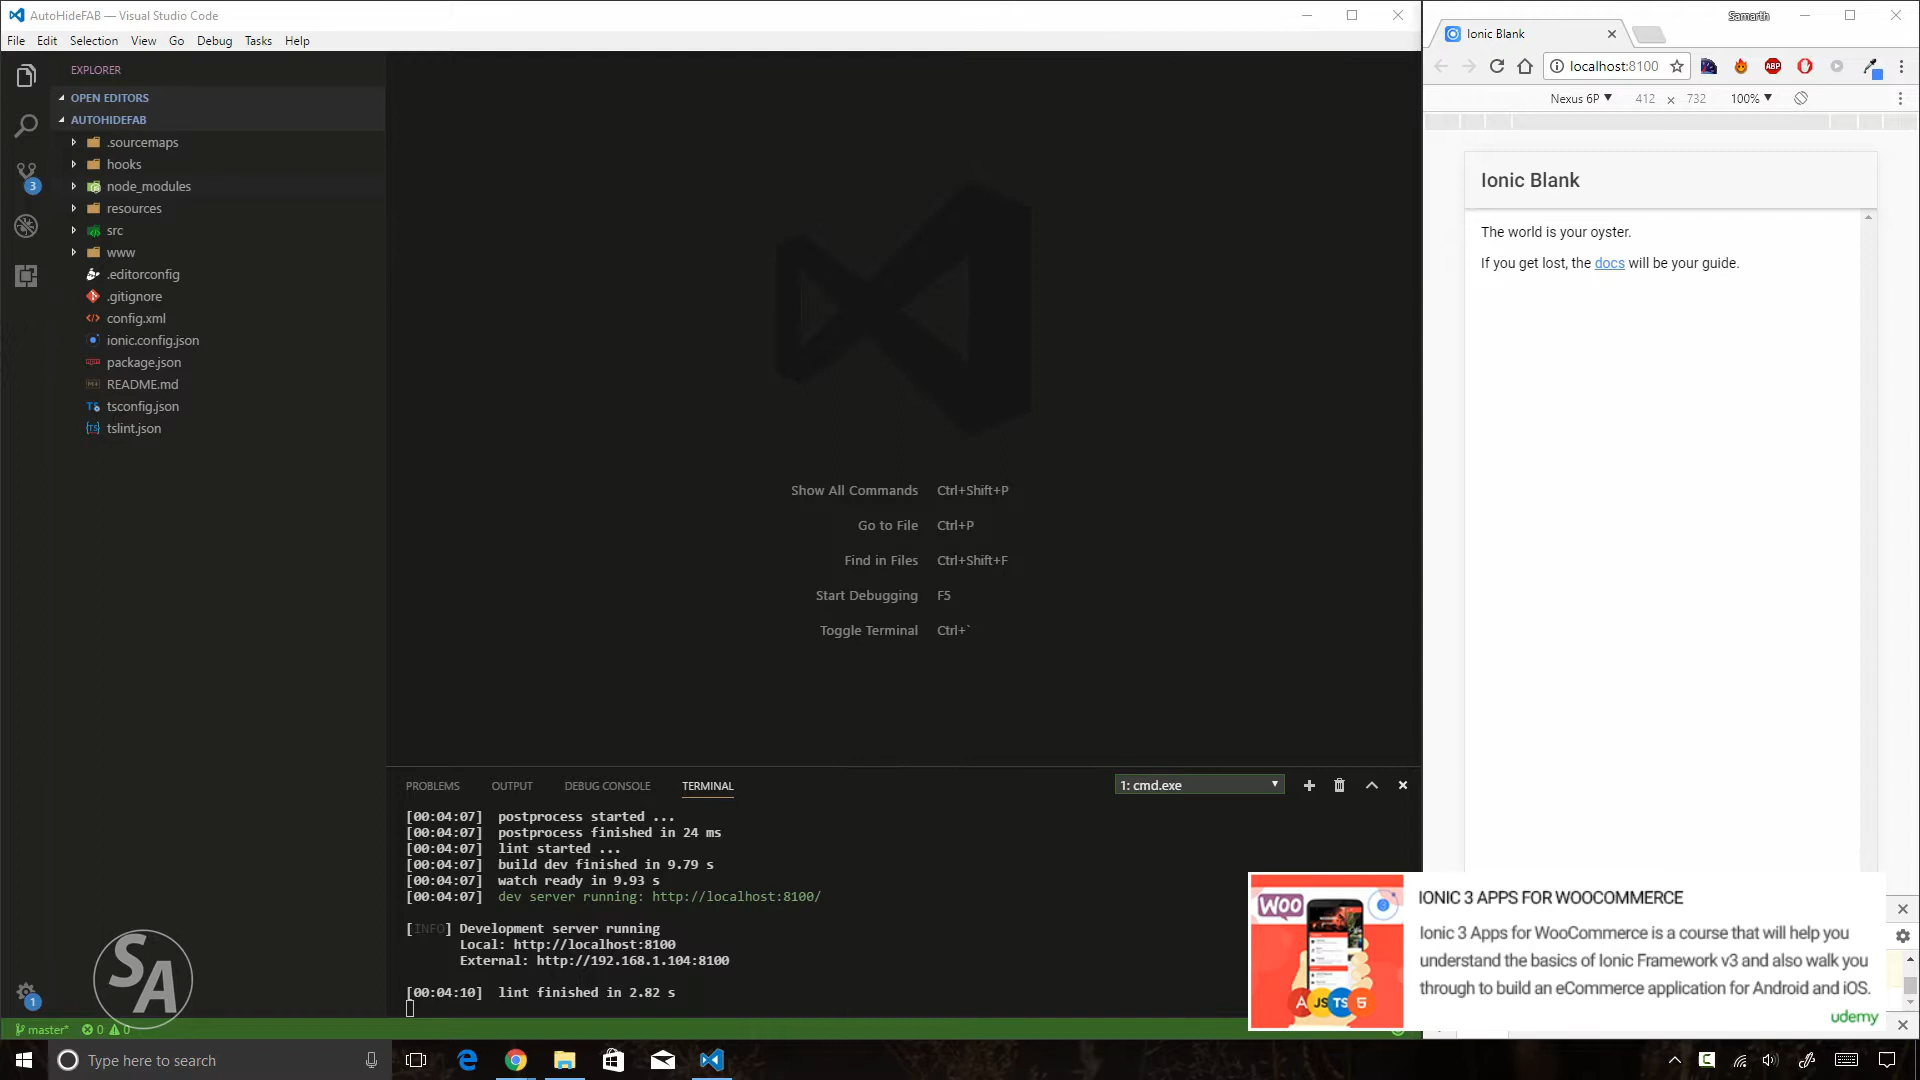 AutoHideFAB — Visual Studio Code
File Edit Selection View Go Debug Tasks Help
EXPLORER
OPEN EDITORS
AUTOHIDEFAB
.sourcemaps
hooks
node_modules
resources
src
www
.editorconfig
.gitignore
config.xml
ionic.config.json
package.json
README.md
tsconfig.json
tslint.json
3
1
Show All Commands Ctrl+Shift+P
Go to File Ctrl+P
Find in Files Ctrl+Shift+F
Start Debugging F5
Toggle Terminal Ctrl+`
PROBLEMS OUTPUT DEBUG CONSOLE TERMINAL
1: cmd.exe
[00:04:07] postprocess started ...
[00:04:07] postprocess finished in 24 ms
[00:04:07] lint started ...
[00:04:07] build dev finished in 9.79 s
[00:04:07] watch ready in 9.93 s
[00:04:07] dev server running: http://localhost:8100/
[INFO] Development server running
Local: http://localhost:8100
External: http://192.168.1.104:8100
[00:04:10] lint finished in 2.82 s
SA
master* 0 0
Type here to search
Samarth
Ionic Blank
localhost:8100
ABP
Nexus 6P 412 x 732 100%
Ionic Blank
The world is your oyster.
If you get lost, the docs will be your guide.
WOO
3
A JS TS 5
IONIC 3 APPS FOR WOOCOMMERCE
Ionic 3 Apps for WooCommerce is a course that will help you
understand the basics of Ionic Framework v3 and also walk you
through to build an eCommerce application for Android and iOS.
udemy